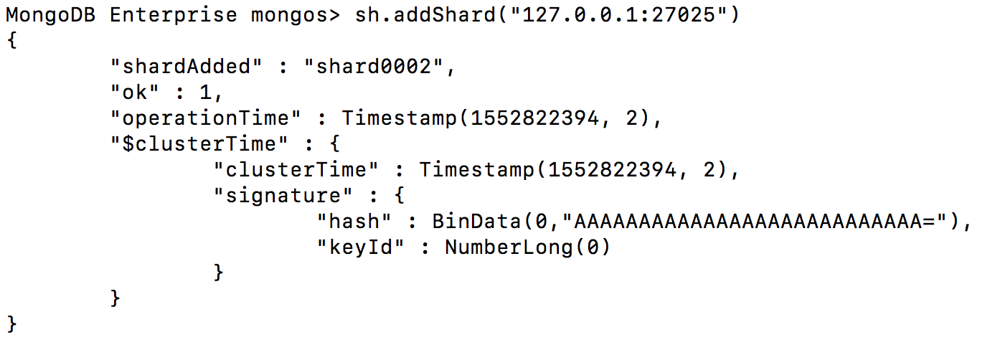 MongoDB Enterprise mongos> sh.addShard("127.0.0.1:27025")
{
        "shardAdded" : "shard0002",
        "ok" : 1,
        "operationTime" : Timestamp(1552822394, 2),
        "$clusterTime" : {
                "clusterTime" : Timestamp(1552822394, 2),
                "signature" : {
                        "hash" : BinData(0,"AAAAAAAAAAAAAAAAAAAAAAAAAAA="),
                        "keyId" : NumberLong(0)
                }
        }
}